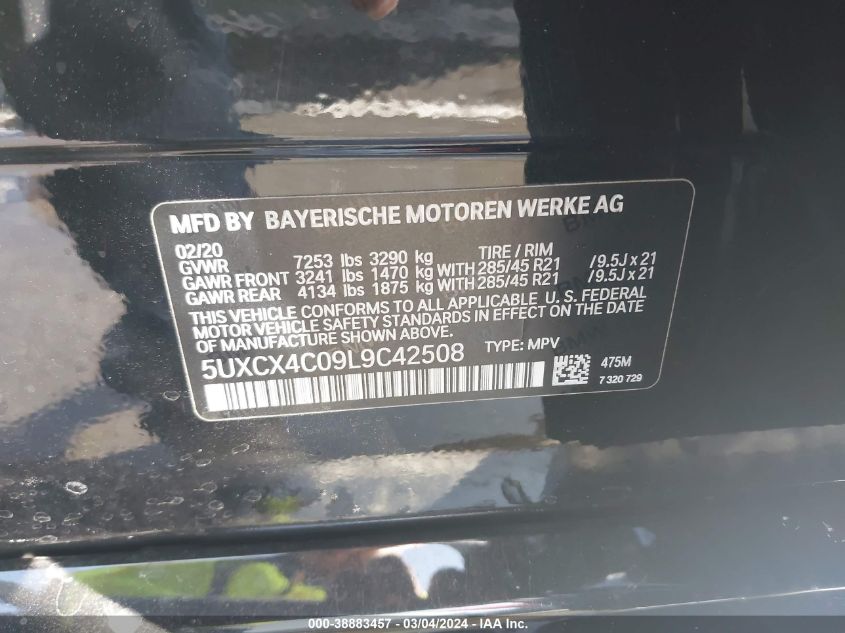 MFD BY BAYERISCHE MOTOREN WERKE AG
02/20 TIRE / RIM
GVWR 7253 lbs 3290 kg
GAWR FRONT 3241 lbs 1470 kg WITH 285/45 R21 /9.5J x 21
GAWR REAR 4134 lbs 1875 kg WITH 285/45 R21 /9.5J x 21
THIS VEHICLE CONFORMS TO ALL APPLICABLE U. S. FEDERAL
MOTOR VEHICLE SAFETY STANDARDS IN EFFECT ON THE DATE
OF MANUFACTURE SHOWN ABOVE.
5UXCX4C09L9C42508 TYPE: MPV
475M
7 320 729
000-38883457 - 03/04/2024 - IAAI.com